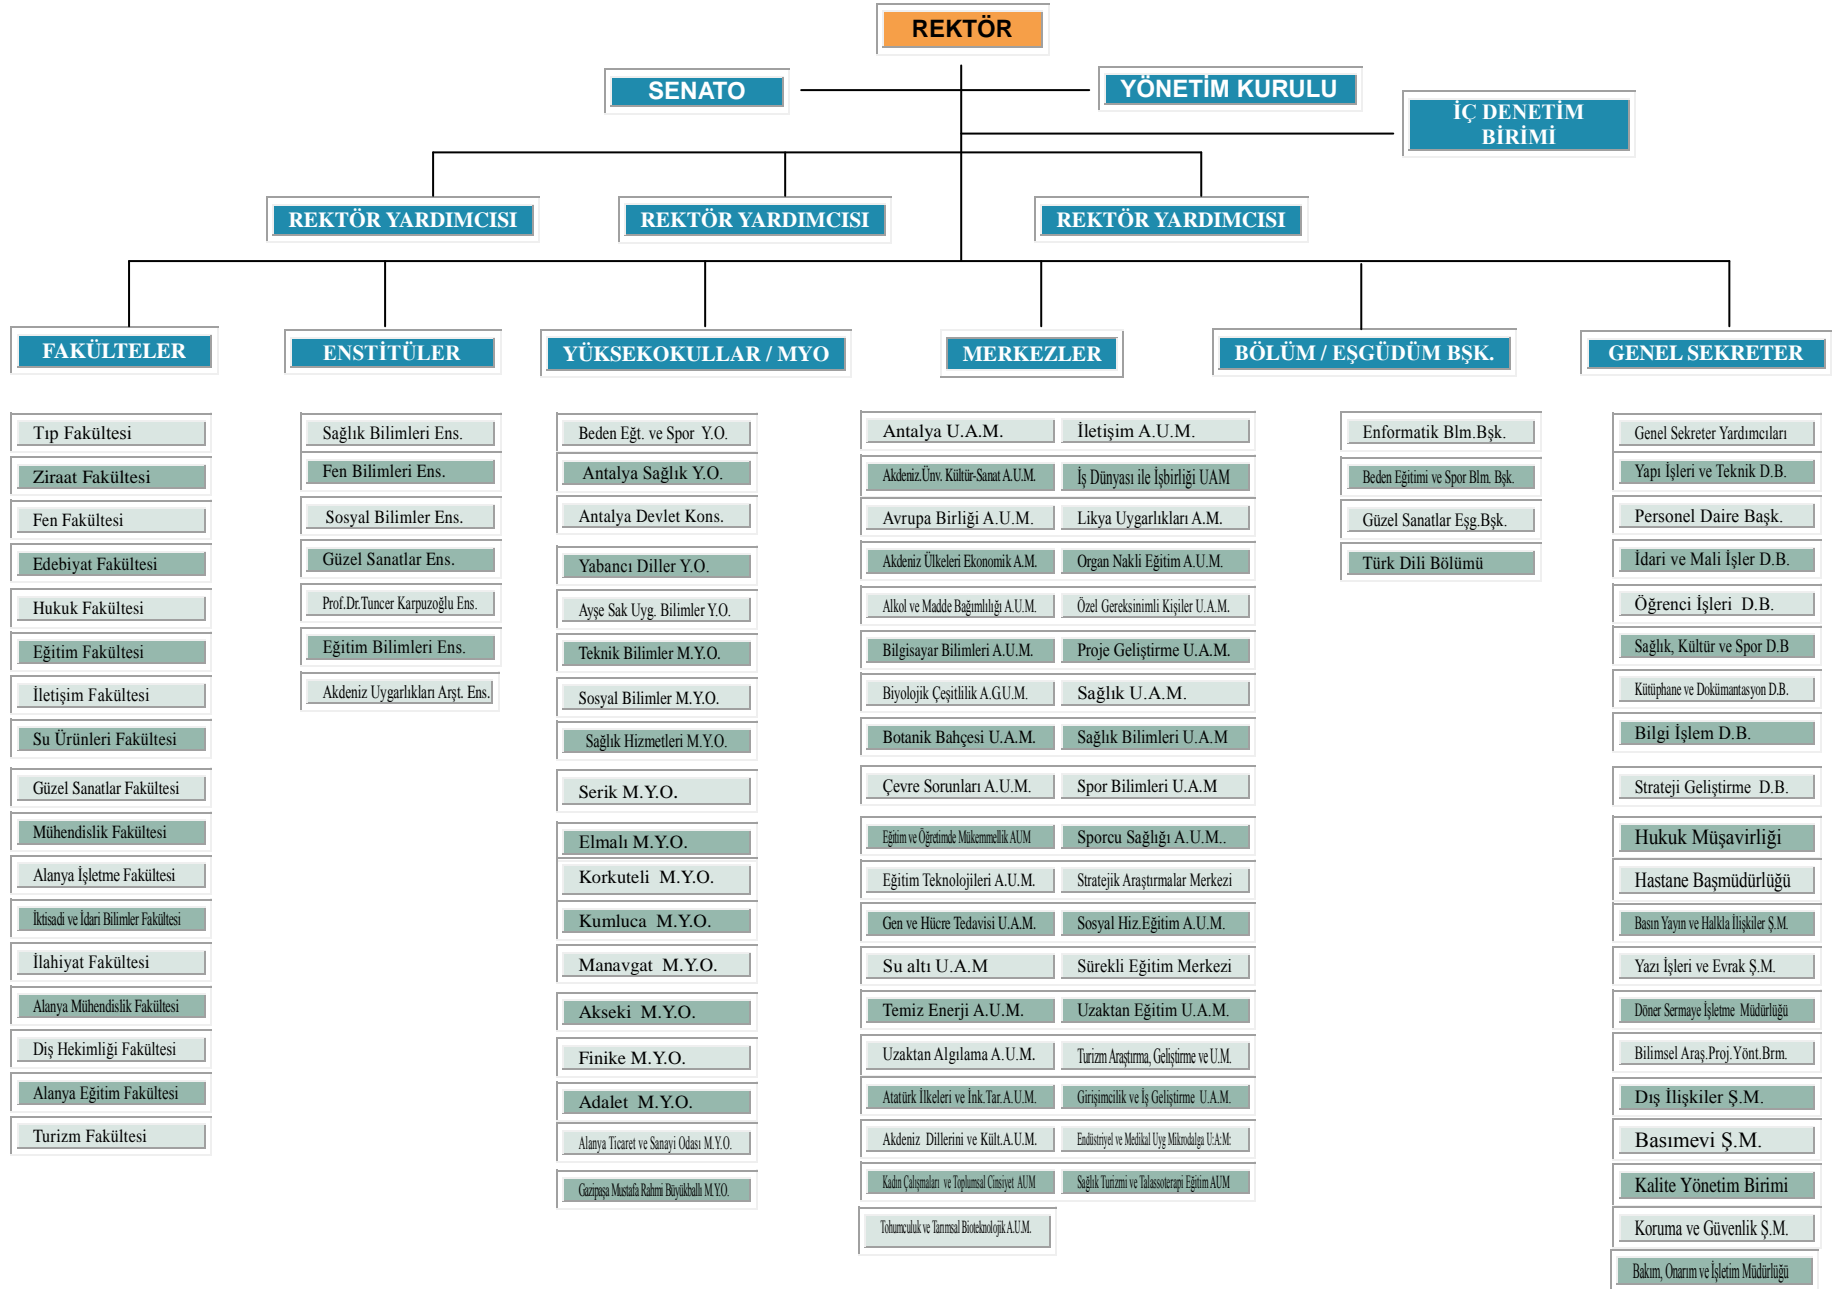 REKTÖR
SENATO
YÖNETİM KURULU
İÇ DENETİM
BİRİMİ
REKTÖR YARDIMCISI
REKTÖR YARDIMCISI
REKTÖR YARDIMCISI
FAKÜLTELER
ENSTİTÜLER
YÜKSEKOKULLAR / MYO
MERKEZLER
BÖLÜM / EŞGÜDÜM BŞK.
GENEL SEKRETER
Tıp Fakültesi
Ziraat Fakültesi
Fen Fakültesi
Edebiyat Fakültesi
Hukuk Fakültesi
Eğitim Fakültesi
İletişim Fakültesi
Su Ürünleri Fakültesi
Güzel Sanatlar Fakültesi
Mühendislik Fakültesi
Alanya İşletme Fakültesi
İktisadi ve İdari Bilimler Fakültesi
İlahiyat Fakültesi
Alanya Mühendislik Fakültesi
Diş Hekimliği Fakültesi
Alanya Eğitim Fakültesi
Turizm Fakültesi
Sağlık Bilimleri Ens.
Fen Bilimleri Ens.
Sosyal Bilimler Ens.
Güzel Sanatlar Ens.
Prof.Dr.Tuncer Karpuzoğlu Ens.
Eğitim Bilimleri Ens.
Akdeniz Uygarlıkları Arşt. Ens.
Beden Eğt. ve Spor Y.O.
Antalya Sağlık Y.O.
Antalya Devlet Kons.
Yabancı Diller Y.O.
Ayşe Sak Uyg. Bilimler Y.O.
Teknik Bilimler M.Y.O.
Sosyal Bilimler M.Y.O.
Sağlık Hizmetleri M.Y.O.
Serik M.Y.O.
Elmalı M.Y.O.
Korkuteli M.Y.O.
Kumluca M.Y.O.
Manavgat M.Y.O.
Akseki M.Y.O.
Finike M.Y.O.
Adalet M.Y.O.
Alanya Ticaret ve Sanayi Odası M.Y.O.
Gazipaşa Mustafa Rahmi Büyükballı M.Y.O.
Antalya U.A.M.
Akdeniz.Ünv. Kültür-Sanat A.U.M.
Avrupa Birliği A.U.M.
Akdeniz Ülkeleri Ekonomik A.M.
Alkol ve Madde Bağımlılığı A.U.M.
Bilgisayar Bilimleri A.U.M.
Biyolojik Çeşitlilik A.G.U.M.
Botanik Bahçesi U.A.M.
Çevre Sorunları A.U.M.
Eğitim ve Öğretimde Mükemmellik AUM
Eğitim Teknolojileri A.U.M.
Gen ve Hücre Tedavisi U.A.M.
Su altı U.A.M
Temiz Enerji A.U.M.
Uzaktan Algılama A.U.M.
Atatürk İlkeleri ve İnk.Tar.A.U.M.
Akdeniz Dillerini ve Kült.A.U.M.
Kadın Çalışmaları ve Toplumsal Cinsiyet AUM
Tohumculuk ve Tarımsal Bioteknolojik A.U.M.
İletişim A.U.M.
İş Dünyası ile İşbirliği UAM
Likya Uygarlıkları A.M.
Organ Nakli Eğitim A.U.M.
Özel Gereksinimli Kişiler U.A.M.
Proje Geliştirme U.A.M.
Sağlık U.A.M.
Sağlık Bilimleri U.A.M
Spor Bilimleri U.A.M
Sporcu Sağlığı A.U.M..
Stratejik Araştırmalar Merkezi
Sosyal Hiz.Eğitim A.U.M.
Sürekli Eğitim Merkezi
Uzaktan Eğitim U.A.M.
Turizm Araştırma, Geliştirme ve U.M.
Girişimcilik ve İş Geliştirme U.A.M.
Endüstriyel ve Medikal Uyg Mikrodalga U:A:M:
Sağlık Turizmi ve Talassoterapi Eğitim AUM
Enformatik Blm.Bşk.
Beden Eğitimi ve Spor Blm. Bşk.
Güzel Sanatlar Eşg.Bşk.
Türk Dili Bölümü
Genel Sekreter Yardımcıları
Yapı İşleri ve Teknik D.B.
Personel Daire Başk.
İdari ve Mali İşler D.B.
Öğrenci İşleri D.B.
Sağlık, Kültür ve Spor D.B
Kütüphane ve Dokümantasyon D.B.
Bilgi İşlem D.B.
Strateji Geliştirme D.B.
Hukuk Müşavirliği
Hastane Başmüdürlüğü
Basın Yayın ve Halkla İlişkiler Ş.M.
Yazı İşleri ve Evrak Ş.M.
Döner Sermaye İşletme Müdürlüğü
Bilimsel Araş.Proj.Yönt.Brm.
Dış İlişkiler Ş.M.
Basımevi Ş.M.
Kalite Yönetim Birimi
Koruma ve Güvenlik Ş.M.
Bakım, Onarım ve İşletim Müdürlüğü